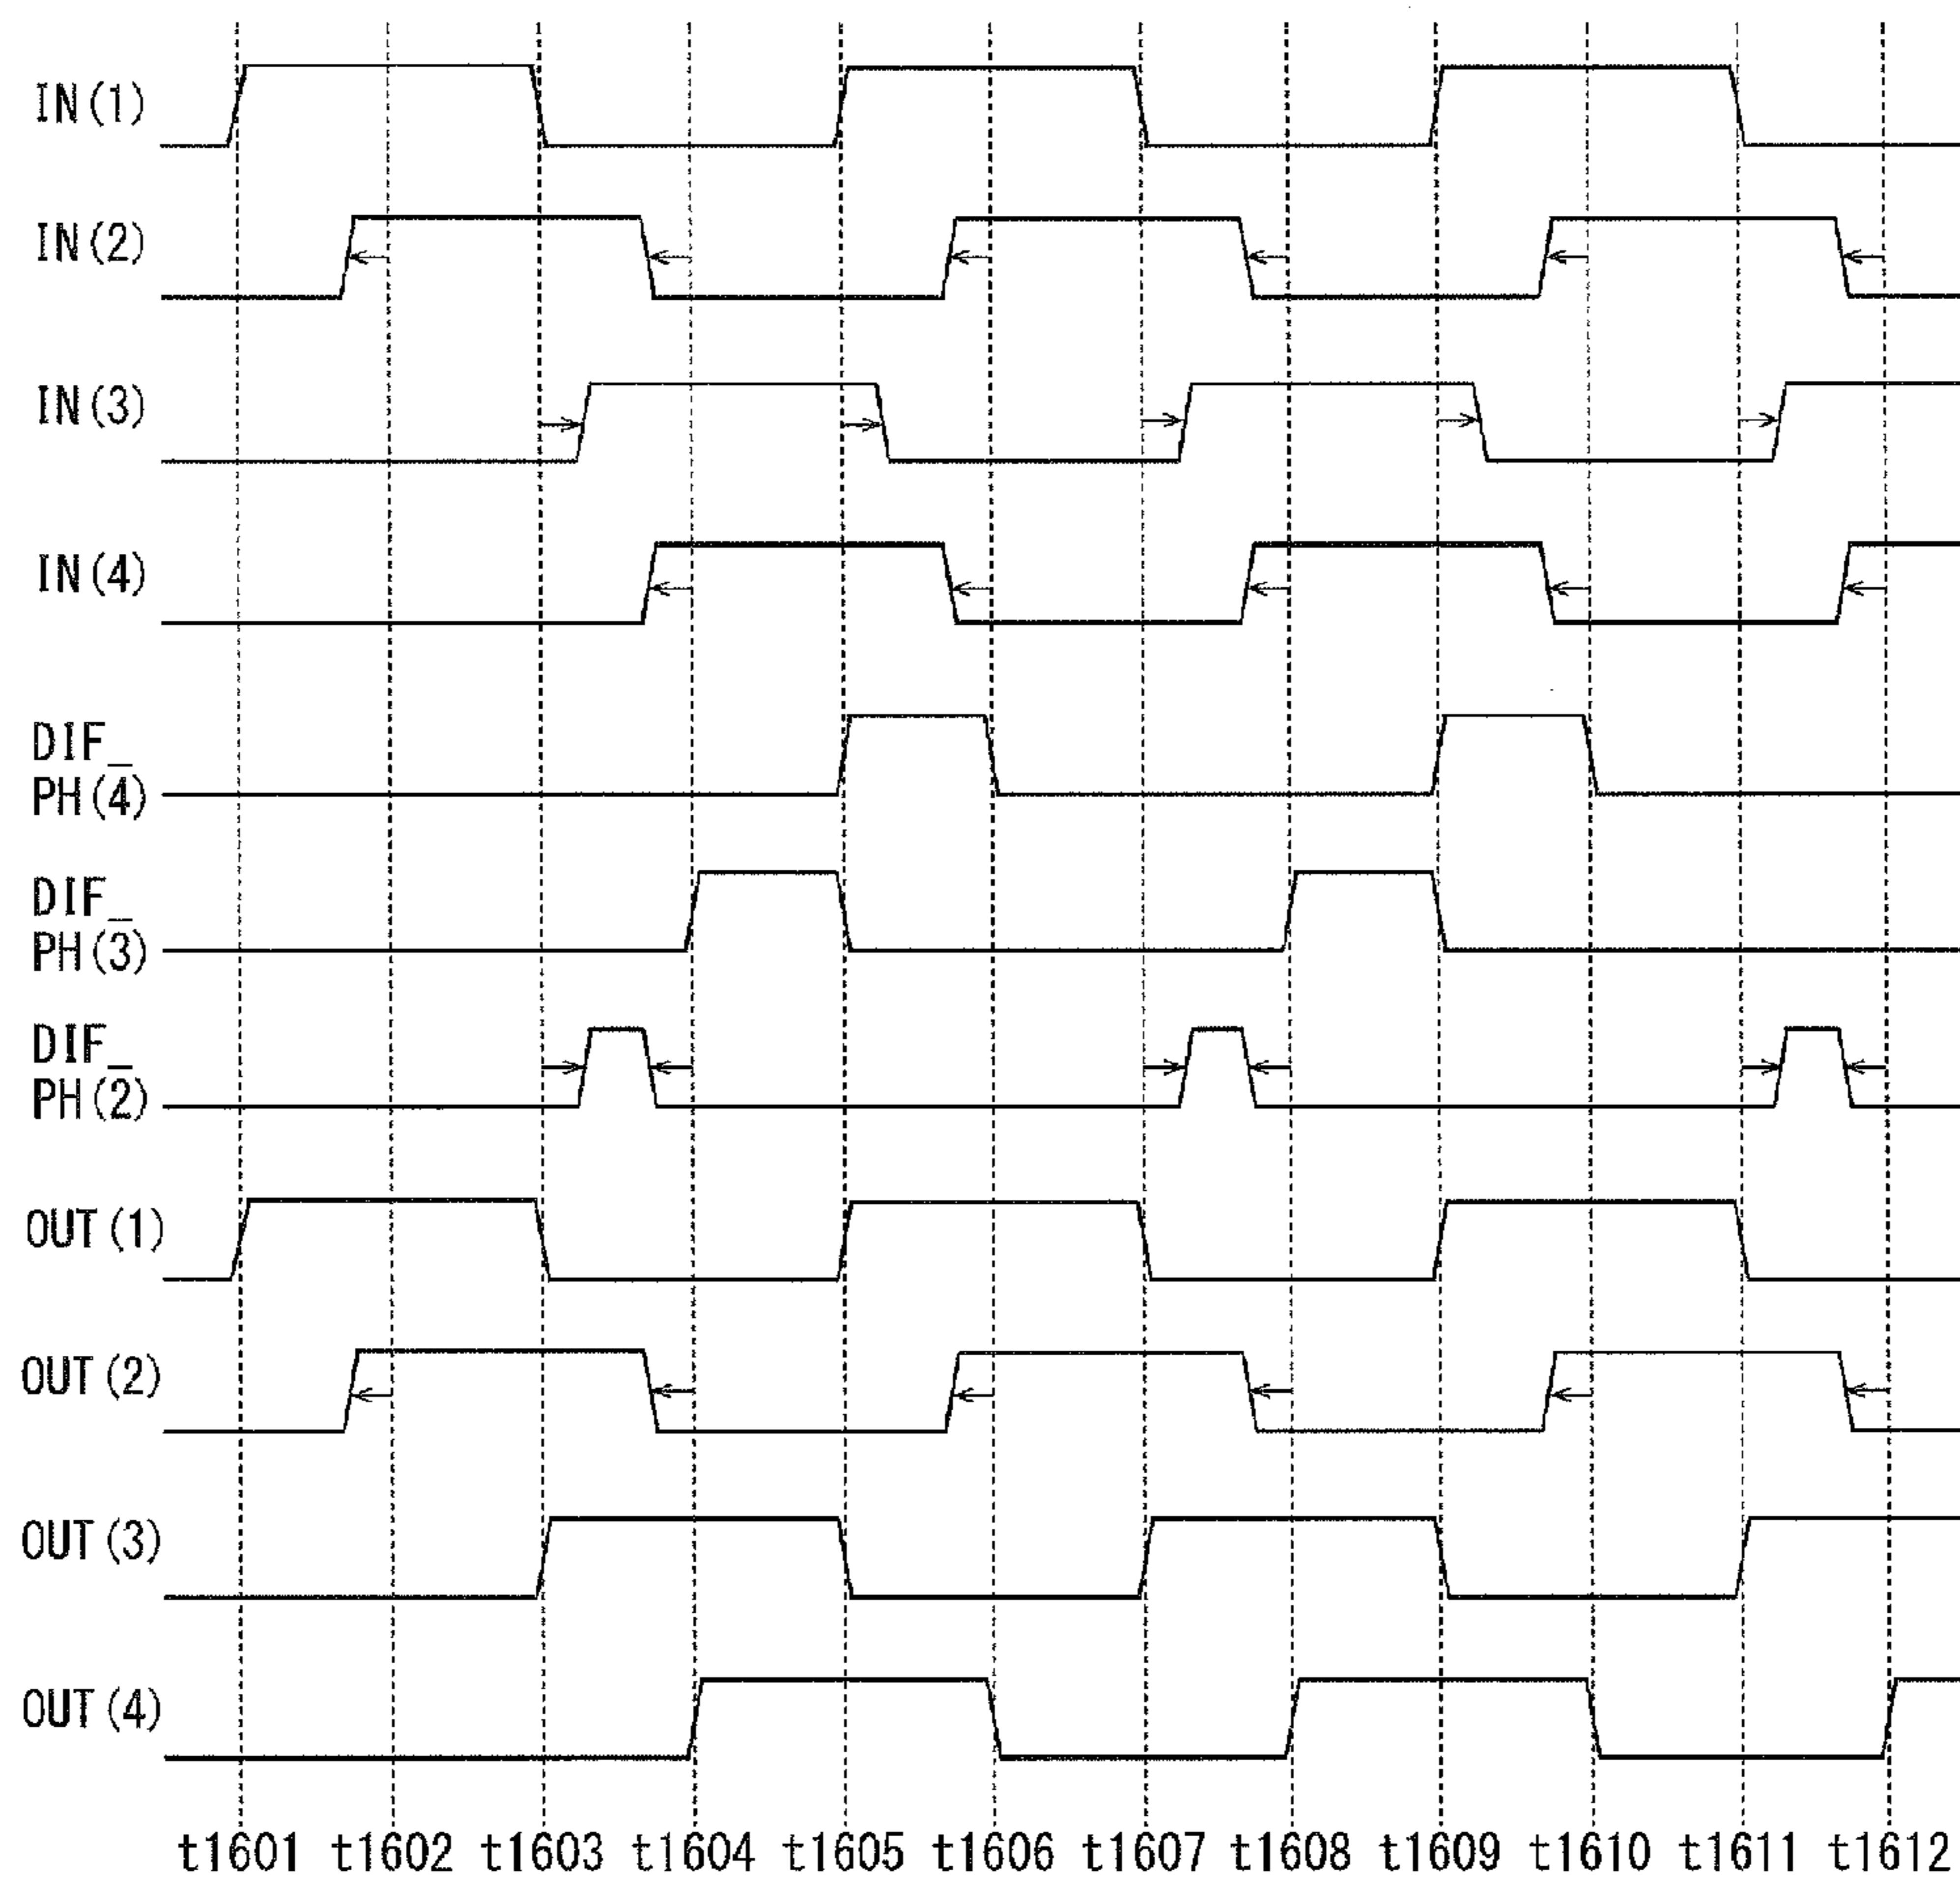 IN(1)
IN(2)
IN(3)
IN(4)
DIF_
PH(4)
DIF_
PH(3)
DIF_
PH(2)
OUT(1)
OUT(2)
OUT(3)
OUT(4)
t1601 t1602 t1603 t1604 t1605 t1606 t1607 t1608 t1609 t1610 t1611 t1612